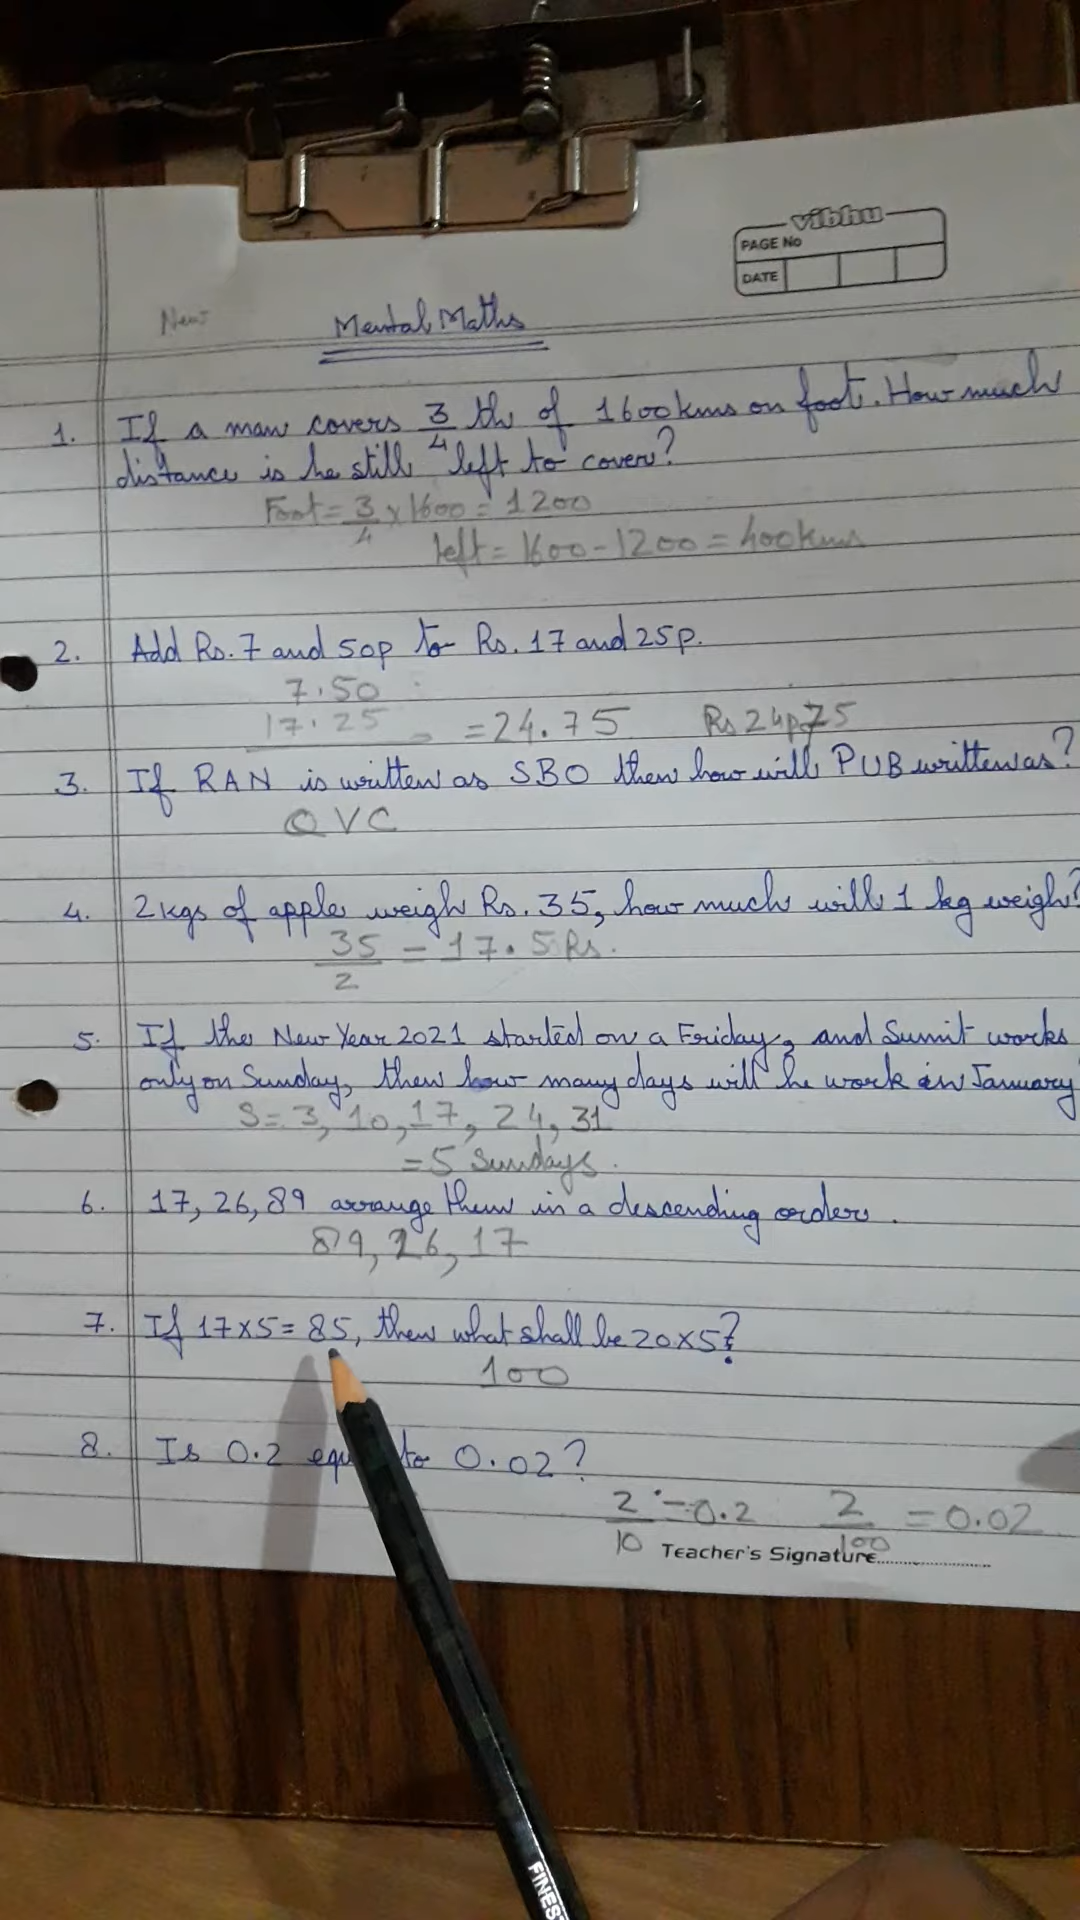 vibhu
PAGE No
DATE
New Mental Maths
1. If a man covers 3/4 th of 1600kms on foot. How much
distance is he still left to cover?
Foot = 3/4 x 1600 = 1200
left = 1600 - 1200 = 400kms
2. Add Rs. 7 and 50p to Rs. 17 and 25p.
7.50
17.25 = 24.75 Rs 24p75
3. If RAN is written as SBO then how will PUB written as?
QVC
4. 2kgs of apple weigh Rs. 35, how much will 1 kg weigh?
35/2 = 17.5 Rs.
5. If the New Year 2021 started on a Friday, and Sumit works
only on Sunday, then how many days will he work in January
S = 3, 10, 17, 24, 31
= 5 Sundays.
6. 17, 26, 89 arrange them in a descending order.
89, 26, 17
7. If 17x5 = 85, then what shall be 20x5?
100
8. Is 0.2 equ to 0.02?
2/10 = 0.2 2/100 = 0.02
Teacher's Signature
FINES